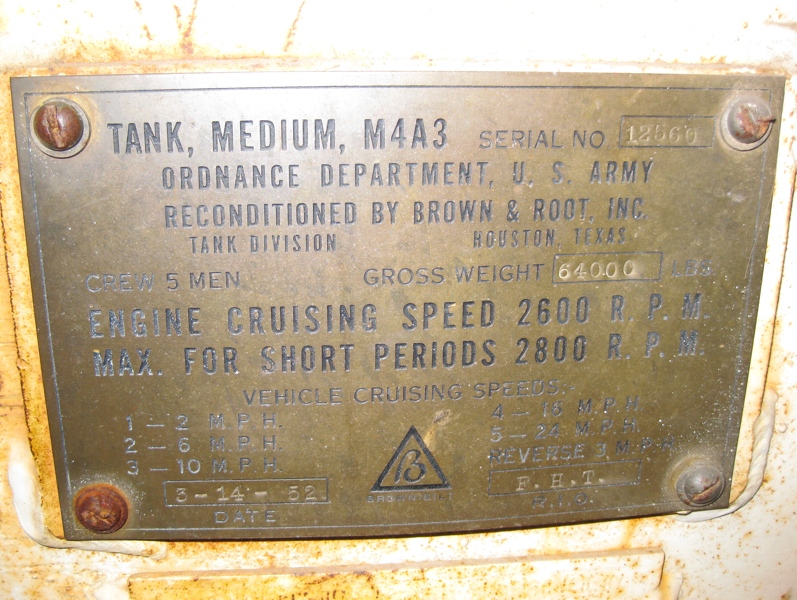 TANK, MEDIUM, M4A3 SERIAL NO. 12560
ORDNANCE DEPARTMENT, U. S. ARMY
RECONDITIONED BY BROWN & ROOT, INC.
TANK DIVISION HOUSTON, TEXAS
CREW 5 MEN GROSS WEIGHT 64000 LBS.
ENGINE CRUISING SPEED 2600 R. P. M.
MAX. FOR SHORT PERIODS 2800 R. P. M.
VEHICLE CRUISING SPEEDS:-
1 — 2 M.P.H.
2 — 6 M.P.H.
3 — 10 M.P.H.
4 — 18 M.P.H.
5 — 24 M.P.H.
REVERSE 3 M.P.H.
3-14-52
DATE
B
BROWNBILT
F.H.T.